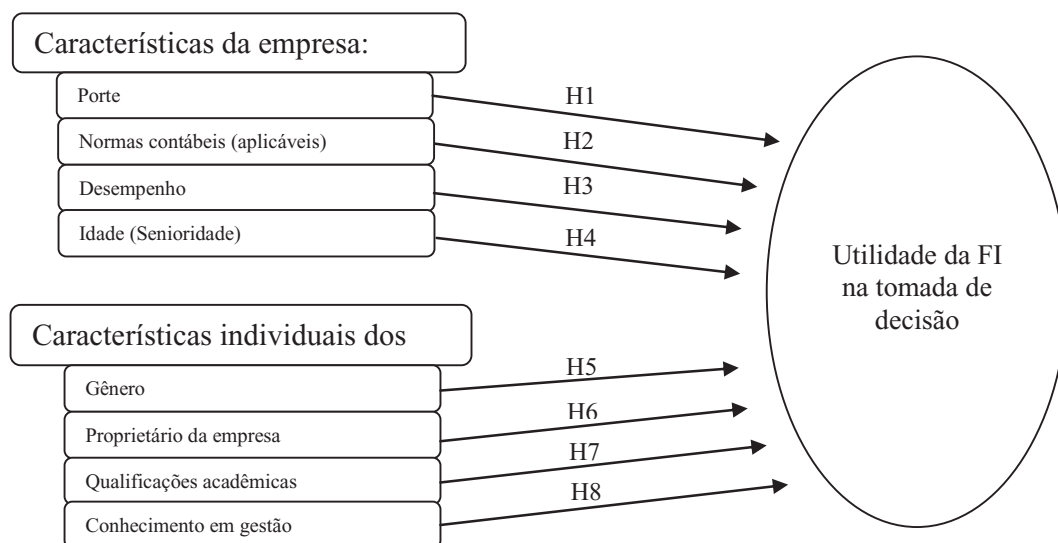 Características da empresa:
Porte
H1
Normas contábeis (aplicáveis)
H2
Desempenho
H3
Idade (Senioridade)
H4
Utilidade da FI
na tomada de
decisão
Características individuais dos
Gênero
H5
Proprietário da empresa
H6
Qualificações acadêmicas
H7
Conhecimento em gestão
H8